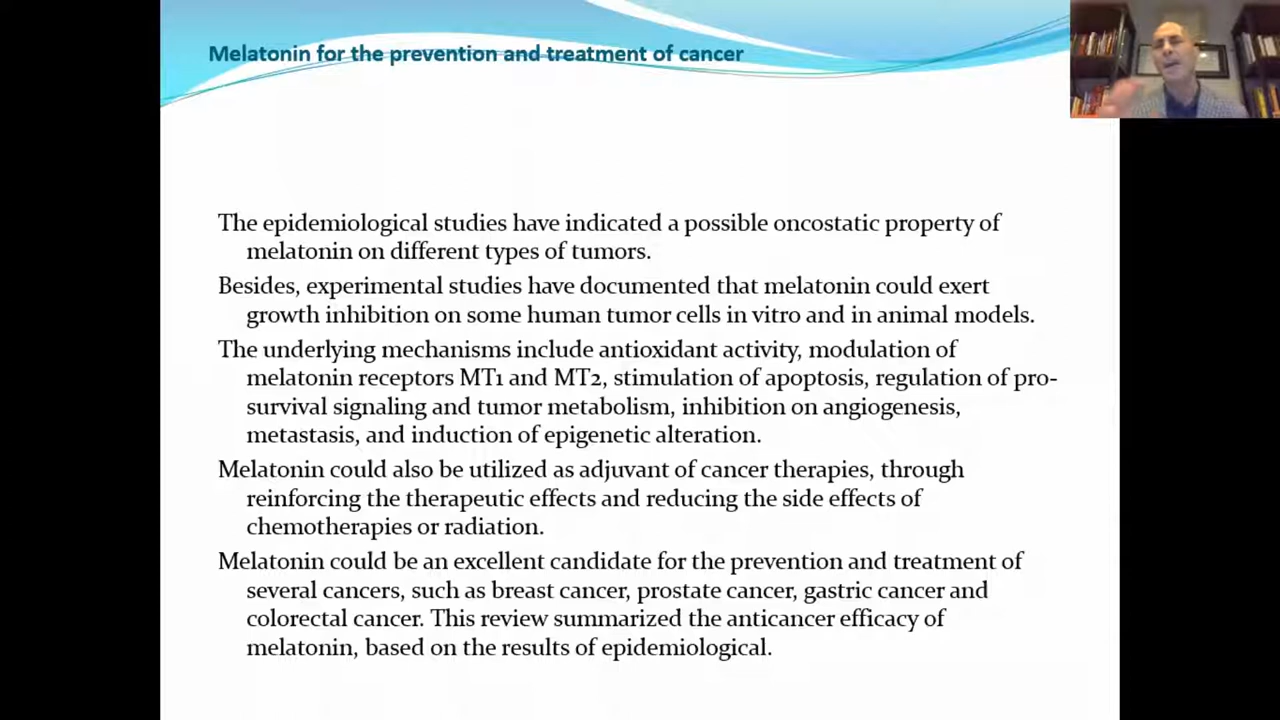 Melatonin for the prevention and treatment of cancer
The epidemiological studies have indicated a possible oncostatic property of
melatonin on different types of tumors.
Besides, experimental studies have documented that melatonin could exert
growth inhibition on some human tumor cells in vitro and in animal models.
The underlying mechanisms include antioxidant activity, modulation of
melatonin receptors MT1 and MT2, stimulation of apoptosis, regulation of pro-
survival signaling and tumor metabolism, inhibition on angiogenesis,
metastasis, and induction of epigenetic alteration.
Melatonin could also be utilized as adjuvant of cancer therapies, through
reinforcing the therapeutic effects and reducing the side effects of
chemotherapies or radiation.
Melatonin could be an excellent candidate for the prevention and treatment of
several cancers, such as breast cancer, prostate cancer, gastric cancer and
colorectal cancer. This review summarized the anticancer efficacy of
melatonin, based on the results of epidemiological.